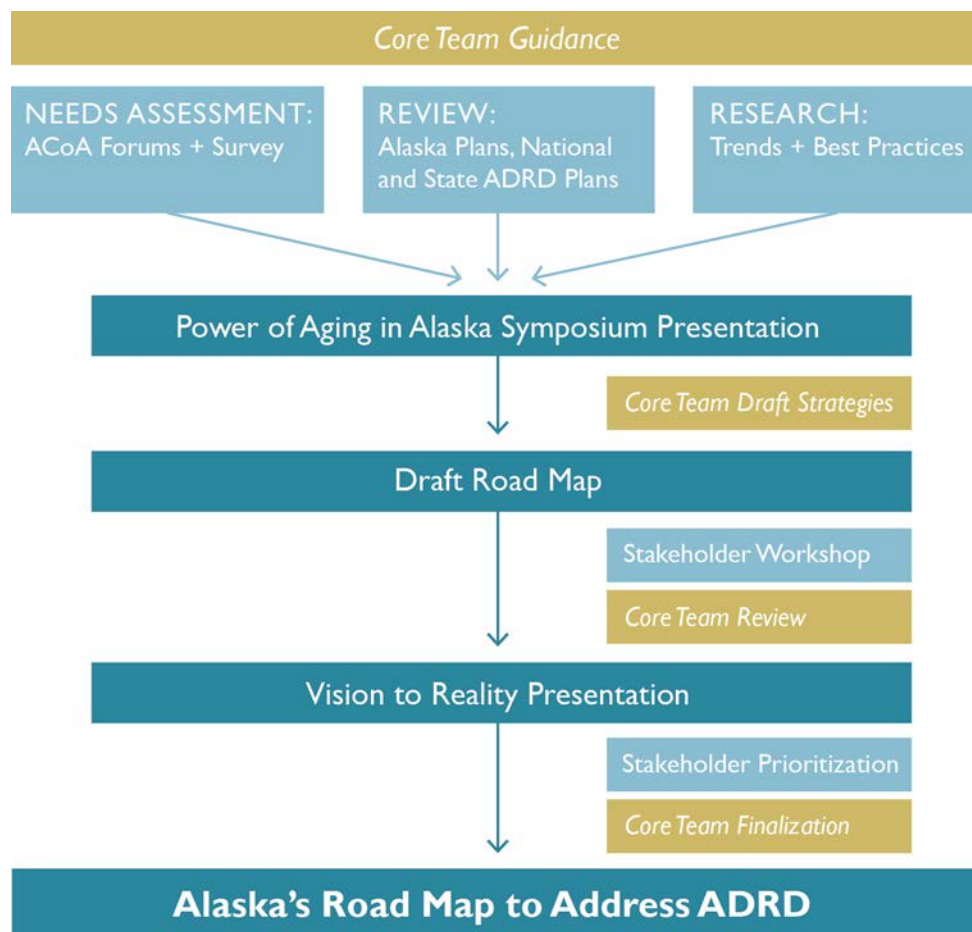 Core Team Guidance
NEEDS ASSESSMENT:
ACoA Forums + Survey
REVIEW:
Alaska Plans, National
and State ADRD Plans
RESEARCH:
Trends + Best Practices
Power of Aging in Alaska Symposium Presentation
Core Team Draft Strategies
Draft Road Map
Stakeholder Workshop
Core Team Review
Vision to Reality Presentation
Stakeholder Prioritization
Core Team Finalization
Alaska's Road Map to Address ADRD